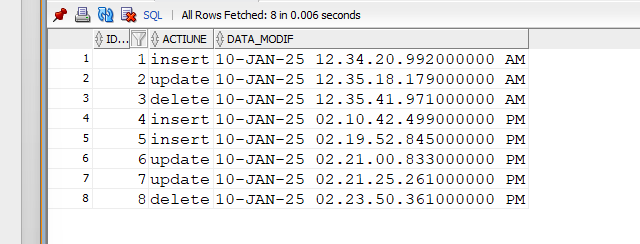 SQL | All Rows Fetched: 8 in 0.006 seconds
ID... ACTIUNE DATA_MODIF
1 1 insert 10-JAN-25 12.34.20.992000000 AM
2 2 update 10-JAN-25 12.35.18.179000000 AM
3 3 delete 10-JAN-25 12.35.41.971000000 AM
4 4 insert 10-JAN-25 02.10.42.499000000 PM
5 5 insert 10-JAN-25 02.19.52.845000000 PM
6 6 update 10-JAN-25 02.21.00.833000000 PM
7 7 update 10-JAN-25 02.21.25.261000000 PM
8 8 delete 10-JAN-25 02.23.50.361000000 PM